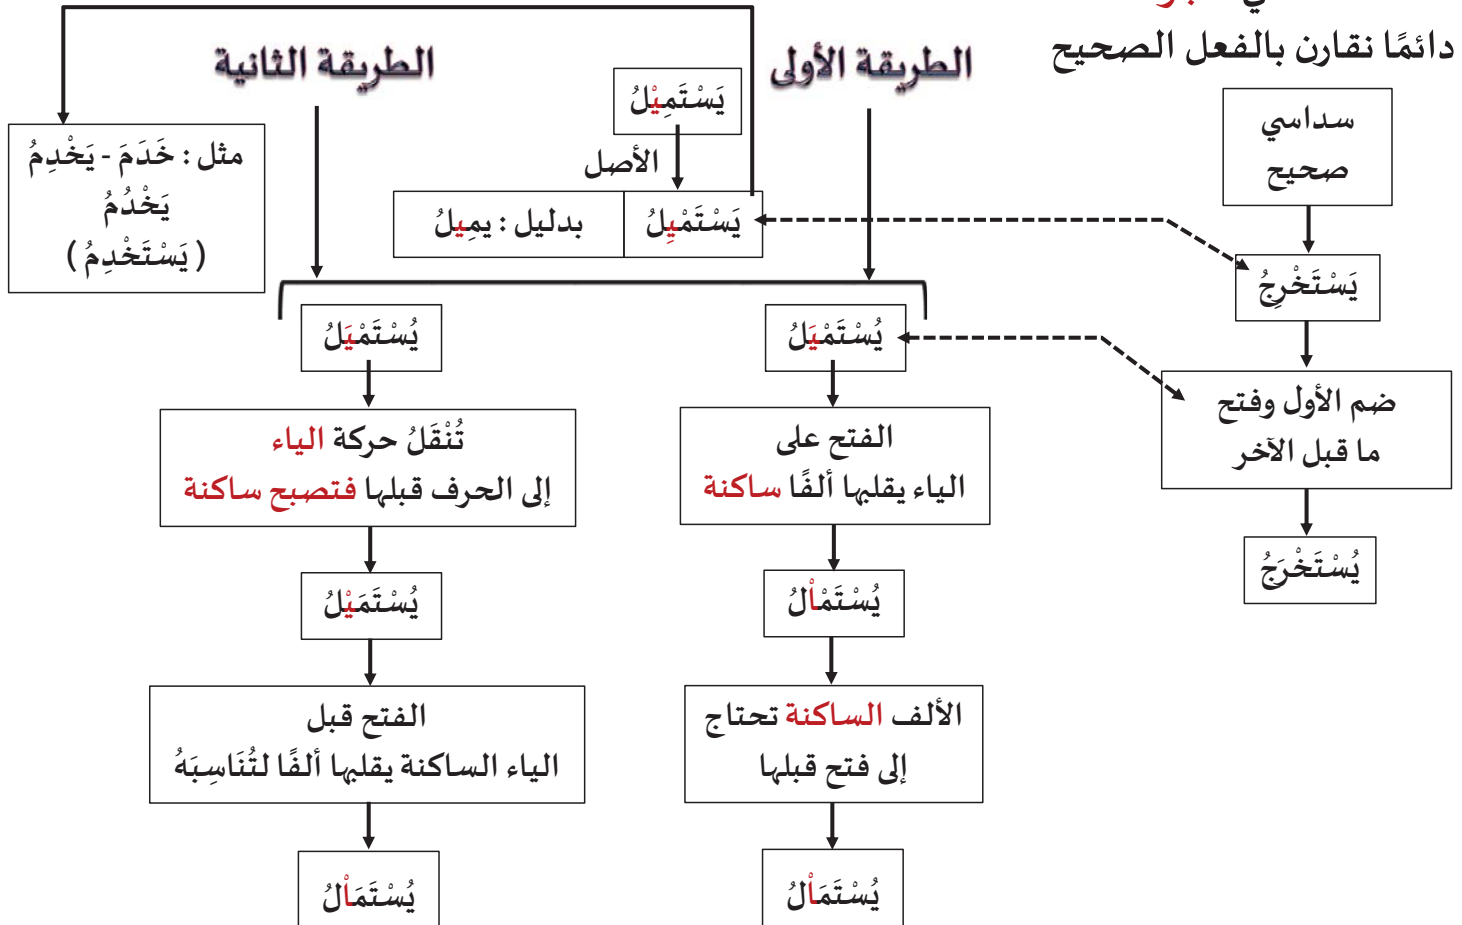 دائمًا نقارن بالفعل الصحيح
الطريقة الأولى
الطريقة الثانية
سداسي
صحيح
يَسْتَخْرِجُ
ضم الأول وفتح
ما قبل الآخر
يُسْتَخْرَجُ
يَسْتَمِيْلُ
الأصل
يَسْتَمْيِلُ
بدليل : يمِيلُ
مثل : خَدَمَ - يَخْدِمُ
يَخْدُمُ
( يَسْتَخْدِمُ )
يُسْتَمْيَلُ
الفتح على
الياء يقلبها ألفًا ساكنة
يُسْتَمْاْلُ
الألف الساكنة تحتاج
إلى فتح قبلها
يُسْتَمَاْلُ
يُسْتَمْيَلُ
تُنْقَلُ حركة الياء
إلى الحرف قبلها فتصبح ساكنة
يُسْتَمَيْلُ
الفتح قبل
الياء الساكنة يقلبها ألفًا لتُنَاسِبَهُ
يُسْتَمَاْلُ